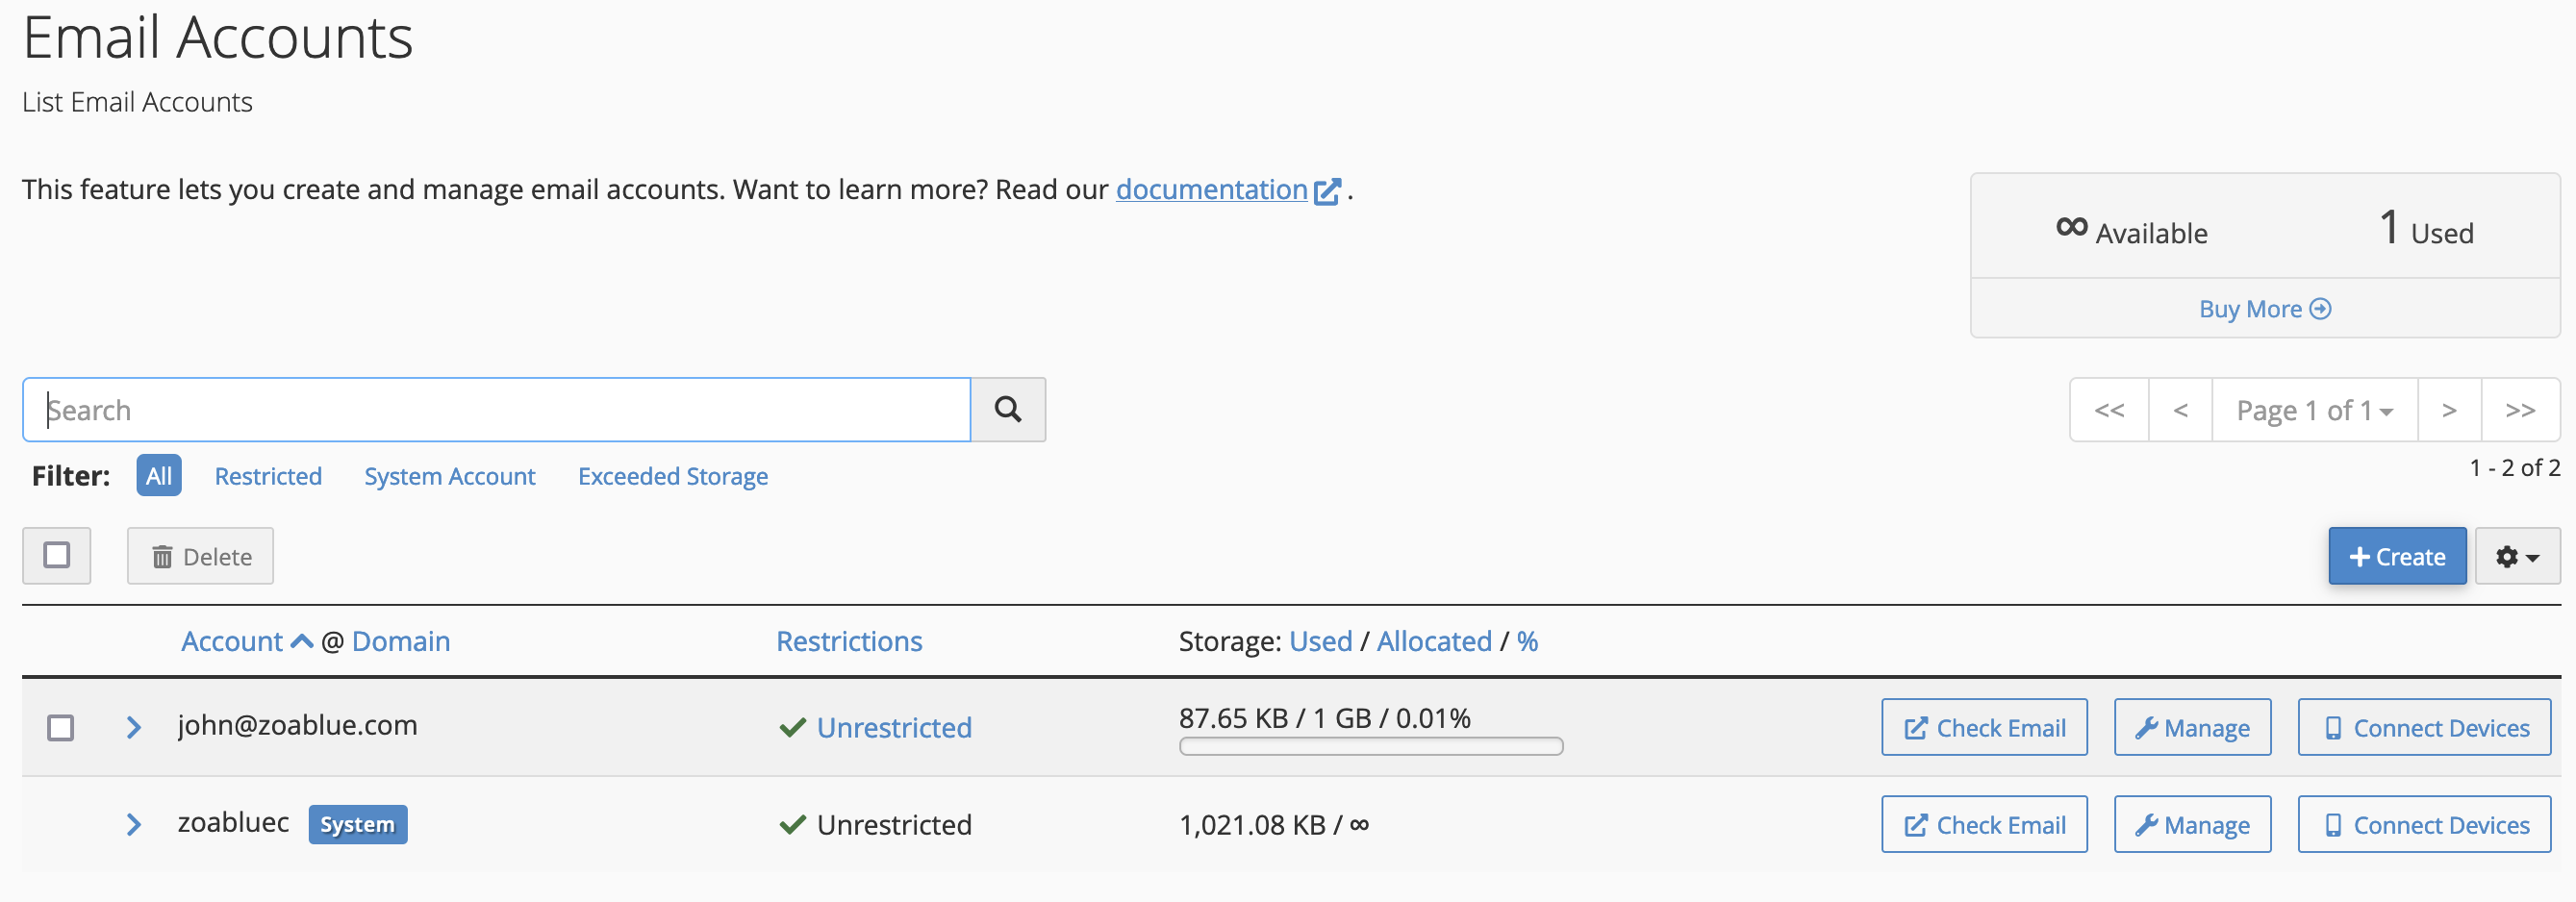 Email Accounts
List Email Accounts
This feature lets you create and manage email accounts. Want to learn more? Read our documentation .
∞ Available 1 Used
Buy More
Search
<< < Page 1 of 1 > >>
Filter: All Restricted System Account Exceeded Storage
1 - 2 of 2
Delete
+ Create
Account @ Domain Restrictions Storage: Used / Allocated / %
john@zoablue.com Unrestricted 87.65 KB / 1 GB / 0.01% Check Email Manage Connect Devices
zoabluec System Unrestricted 1,021.08 KB / ∞ Check Email Manage Connect Devices